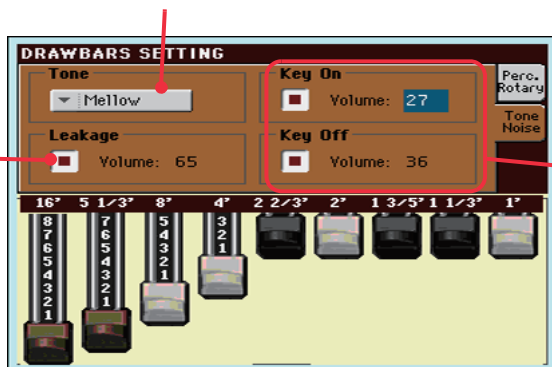 DRAWBARS SETTING
Tone
Mellow
Key On
Volume: 27
Perc.
Rotary
Tone
Noise
Leakage
Volume: 65
Key Off
Volume: 36
16' 5 1/3' 8' 4' 2 2/3' 2' 1 3/5' 1 1/3' 1'
8 7 6 5 4 3 2 1
7 6 5 4 3 2 1
5 4 3 2 1
3 2 1